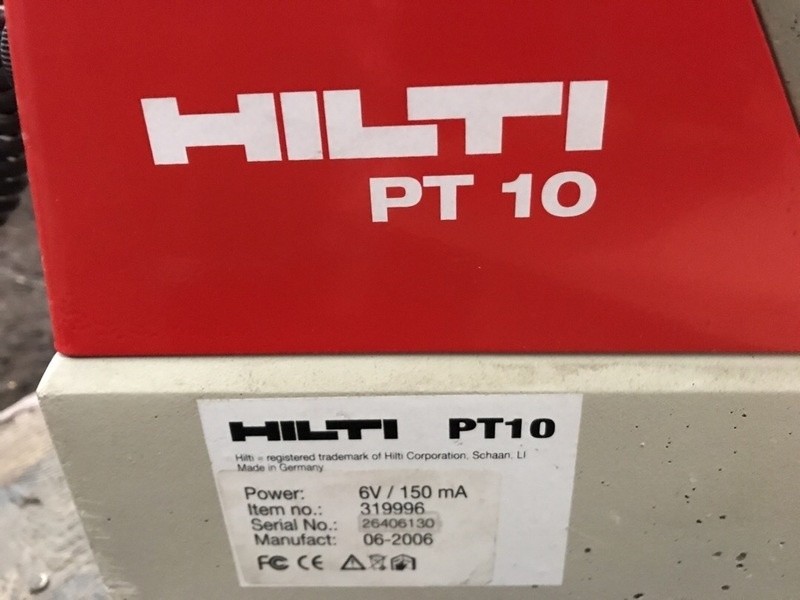 HILTI
PT 10
HILTI PT10
Hilti = registered trademark of Hilti Corporation, Schaan, LI
Made in Germany
Power: 6V / 150 mA
Item no.: 319996
Serial No.: 26406130
Manufact: 06-2006
FC CE